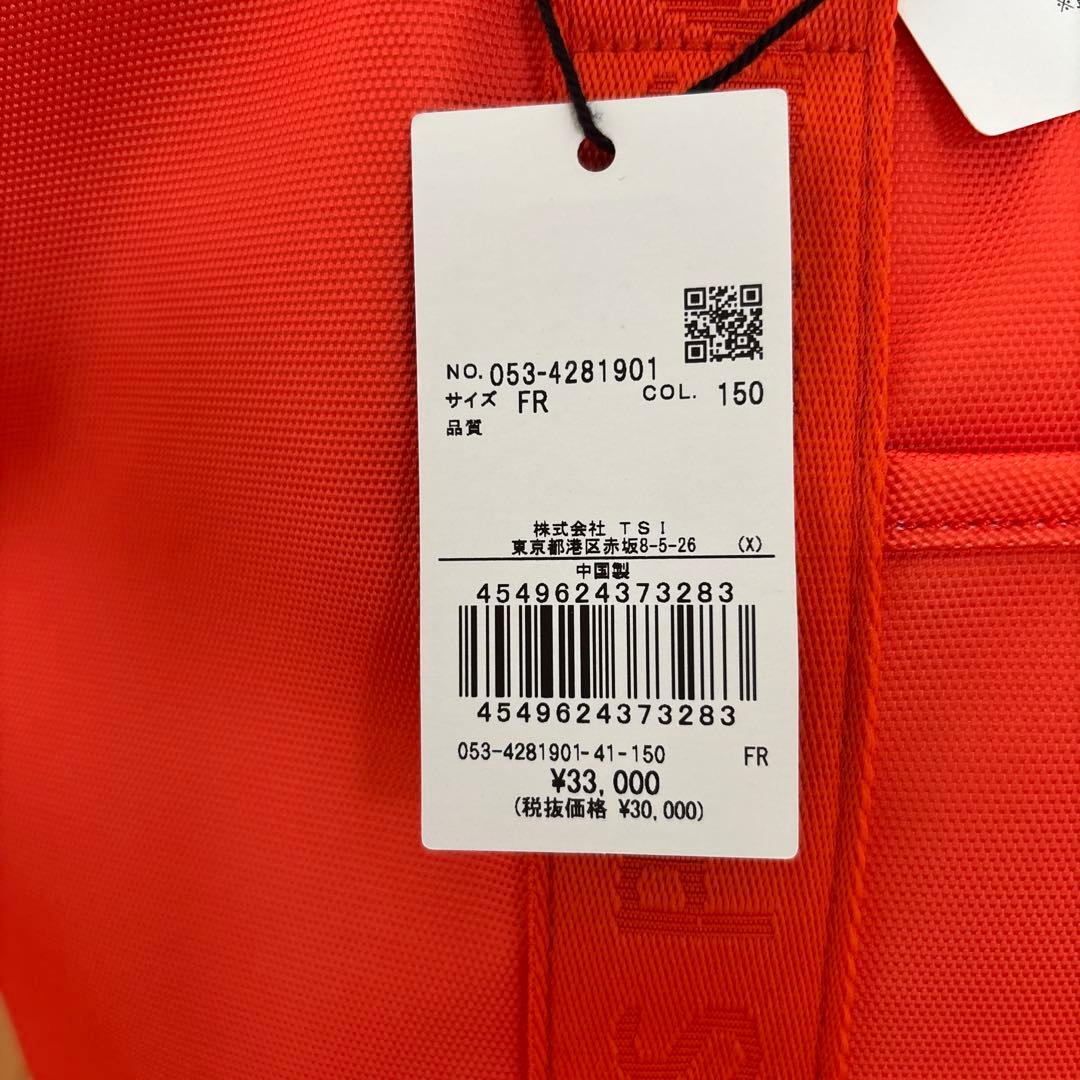 NO. 053-4281901
サイズ FR COL. 150
品質
株式会社 TSI
東京都港区赤坂8-5-26 (X)
中国製
4549624373283
4549624373283
053-4281901-41-150 FR
¥33,000
(税抜価格 ¥30,000)